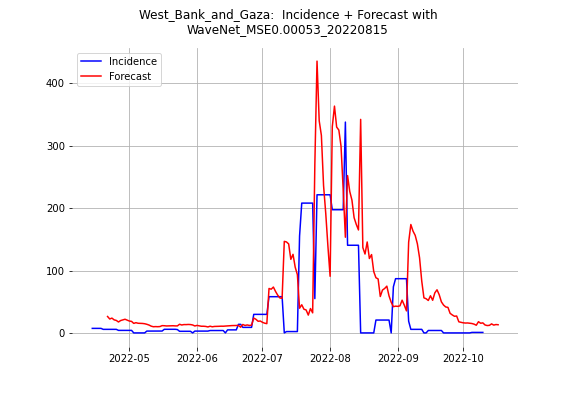 West_Bank_and_Gaza:  Incidence + Forecast with
WaveNet_MSE0.00053_20220815
Incidence
Forecast
400
300
200
100
0
2022-05
2022-06
2022-07
2022-08
2022-09
2022-10